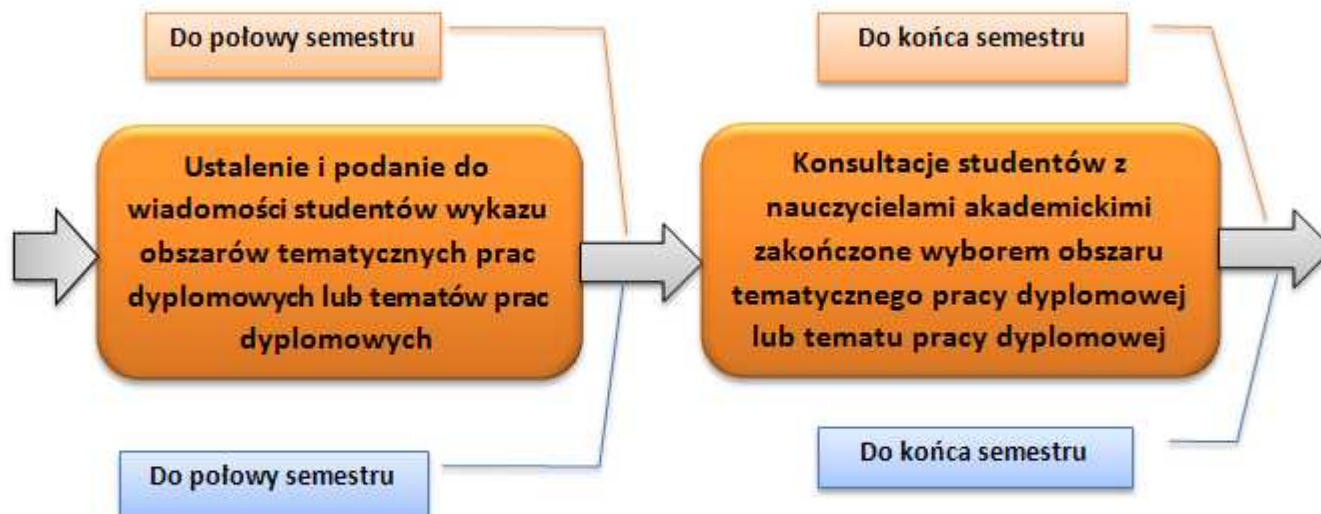 Do połowy semestru
Do końca semestru
Ustalenie i podanie do
wiadomości studentów wykazu
obszarów tematycznych prac
dyplomowych lub tematów prac
dyplomowych
Konsultacje studentów z
nauczycielami akademickimi
zakończone wyborem obszaru
tematycznego pracy dyplomowej
lub tematu pracy dyplomowej
Do połowy semestru
Do końca semestru